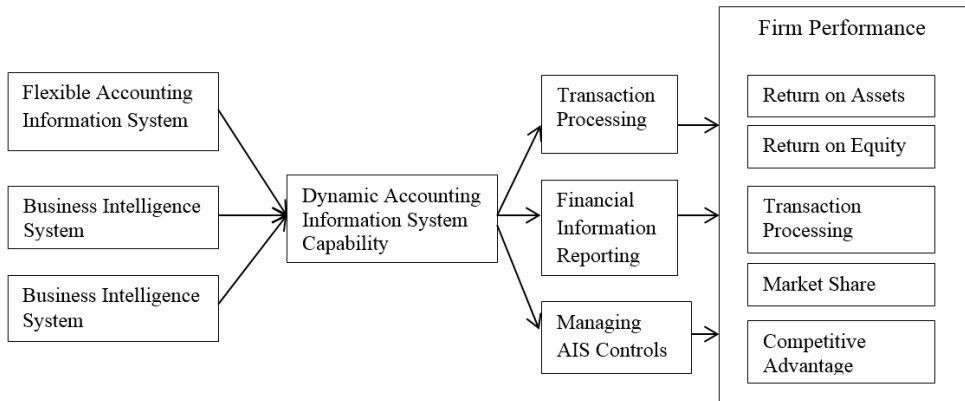 Flexible Accounting
Information System
Business Intelligence
System
Business Intelligence
System
Dynamic Accounting
Information System
Capability
Transaction
Processing
Financial
Information
Reporting
Managing
AIS Controls
Firm Performance
Return on Assets
Return on Equity
Transaction
Processing
Market Share
Competitive
Advantage